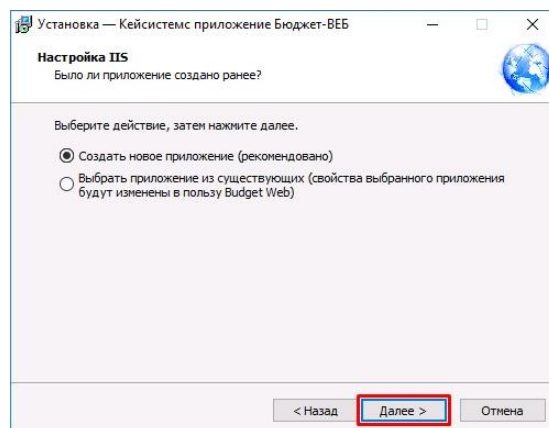 Установка — Кейсистемс приложение Бюджет-ВЕБ
Настройка IIS
Было ли приложение создано ранее?
Выберите действие, затем нажмите далее.
Создать новое приложение (рекомендовано)
Выбрать приложение из существующих (свойства выбранного приложения
будут изменены в пользу Budget Web)
< Назад
Далее >
Отмена